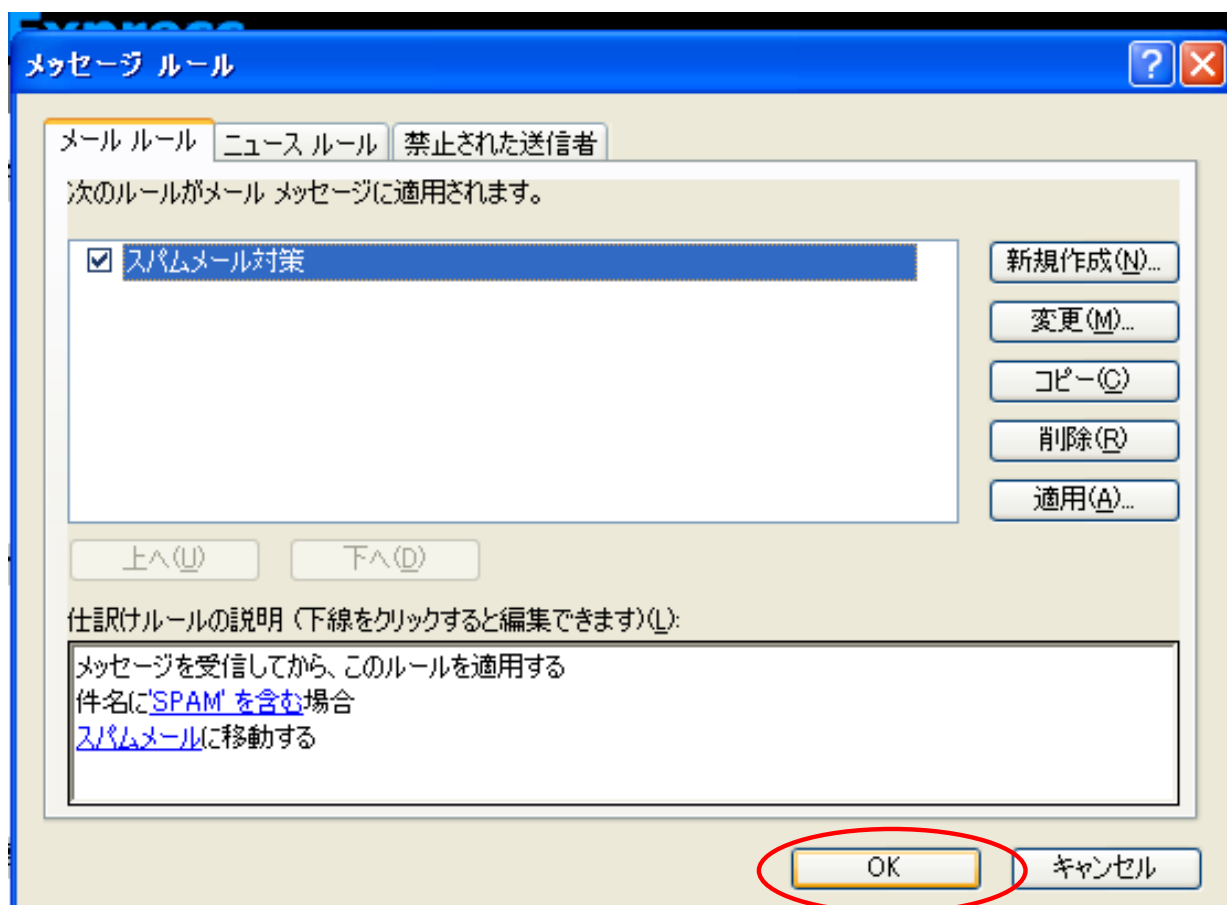 Express
メッセージ ルール
メール ルール ニュース ルール 禁止された送信者
次のルールがメール メッセージに適用されます。
スパムメール対策
新規作成(N)...
変更(M)...
コピー(C)
削除(R)
適用(A)...
上へ(U) 下へ(D)
仕訳けルールの説明 (下線をクリックすると編集できます)(L):
メッセージを受信してから、このルールを適用する
件名に'SPAM' を含む場合
スパムメールに移動する
OK キャンセル